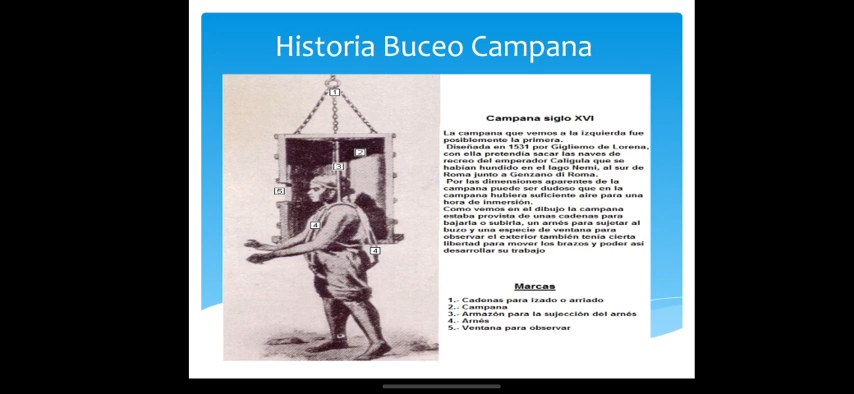 Historia Buceo Campana
1
2
3
5
4
4
Campana siglo XVI
La campana que vemos a la izquierda fue
posiblemente la primera.
Diseñada en 1531 por Gigliemo de Lorena,
con ella pretendía sacar las naves de
recreo del emperador Calígula que se
habían hundido en el lago Nemi, al sur de
Roma junto a Genzano di Roma.
Por las dimensiones aparentes de la
campana puede ser dudoso que en la
campana hubiera suficiente aire para una
hora de inmersión.
Como vemos en el dibujo la campana
estaba provista de unas cadenas para
bajarla o subirla, un arnés para sujetar al
buzo y una especie de ventana para
observar el exterior también tenía cierta
libertad para mover los brazos y poder así
desarrollar su trabajo
Marcas
1.- Cadenas para izado o arriado
2.- Campana
3.- Armazón para la sujección del arnés
4.- Arnés
5.- Ventana para observar